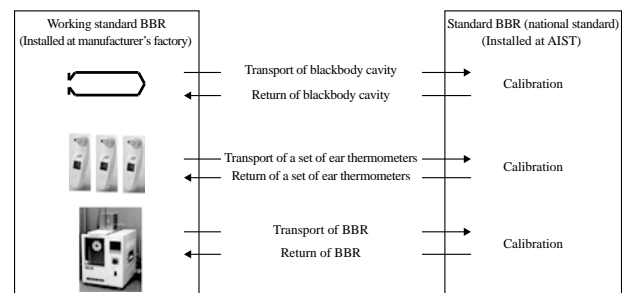 Working standard BBR
(Installed at manufacturer's factory)
Standard BBR (national standard)
(Installed at AIST)
Transport of blackbody cavity
Return of blackbody cavity
Calibration
Transport of a set of ear thermometers
Return of a set of ear thermometers
Calibration
Transport of BBR
Return of BBR
Calibration